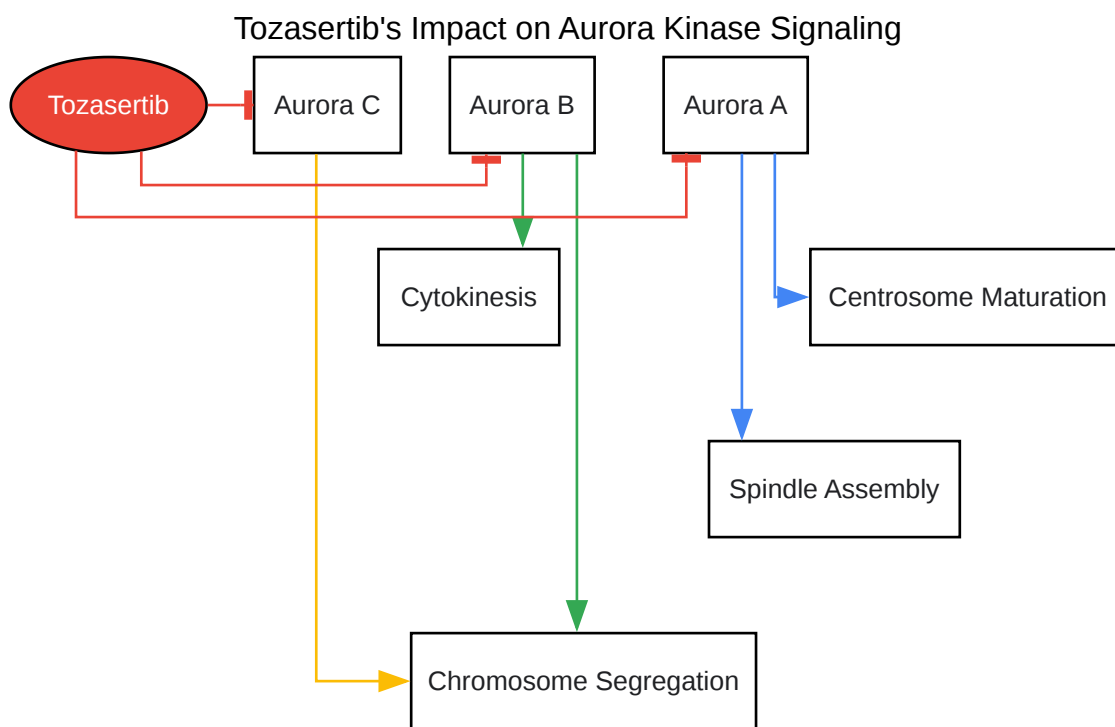 Tozasertib's Impact on Aurora Kinase Signaling
Tozasertib
Aurora C
Aurora B
Aurora A
Cytokinesis
Centrosome Maturation
Spindle Assembly
Chromosome Segregation